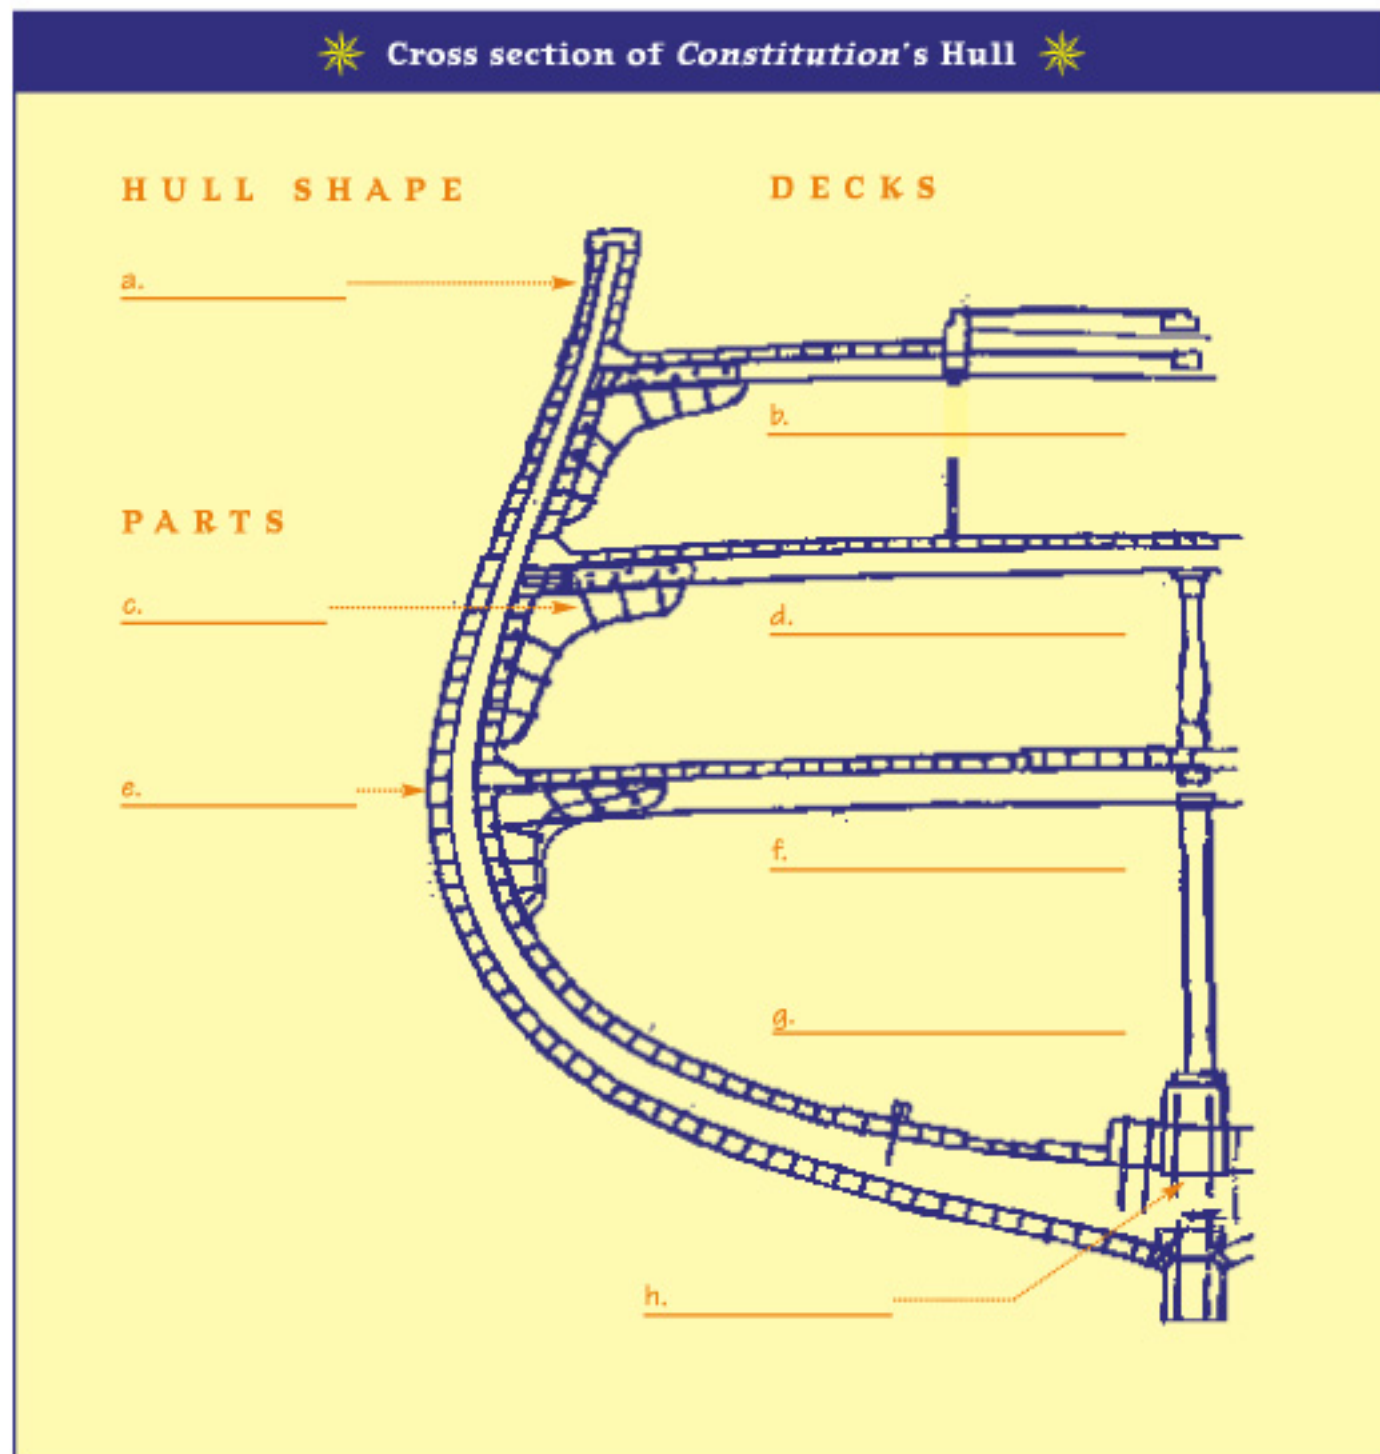 Cross section of Constitution's Hull
HULL SHAPE
DECKS
a.
b.
PARTS
c.
d.
e.
f.
g.
h.